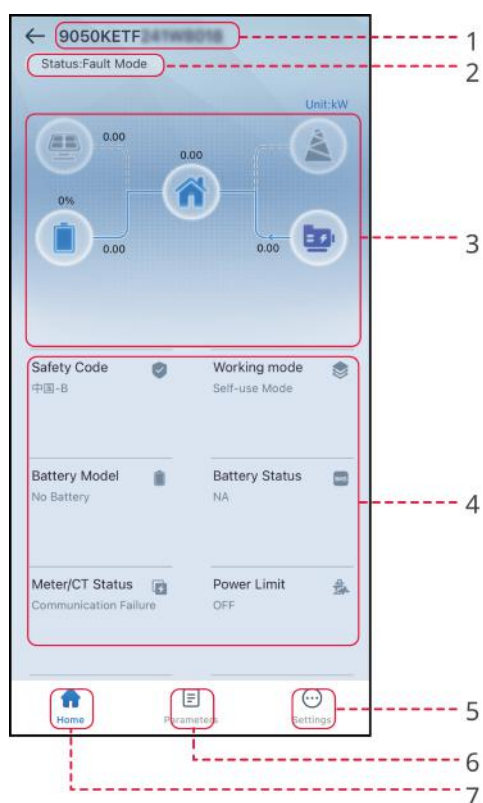 9050KETF
1
Status:Fault Mode
2
Unit:kW
0.00
0.00
0%
0.00
0.00
3
Safety Code
Working mode
中国-B
Self-use Mode
Battery Model
Battery Status
No Battery
NA
4
Meter/CT Status
Power Limit
Communication Failure
OFF
Home
Parameters
Settings
5
6
7